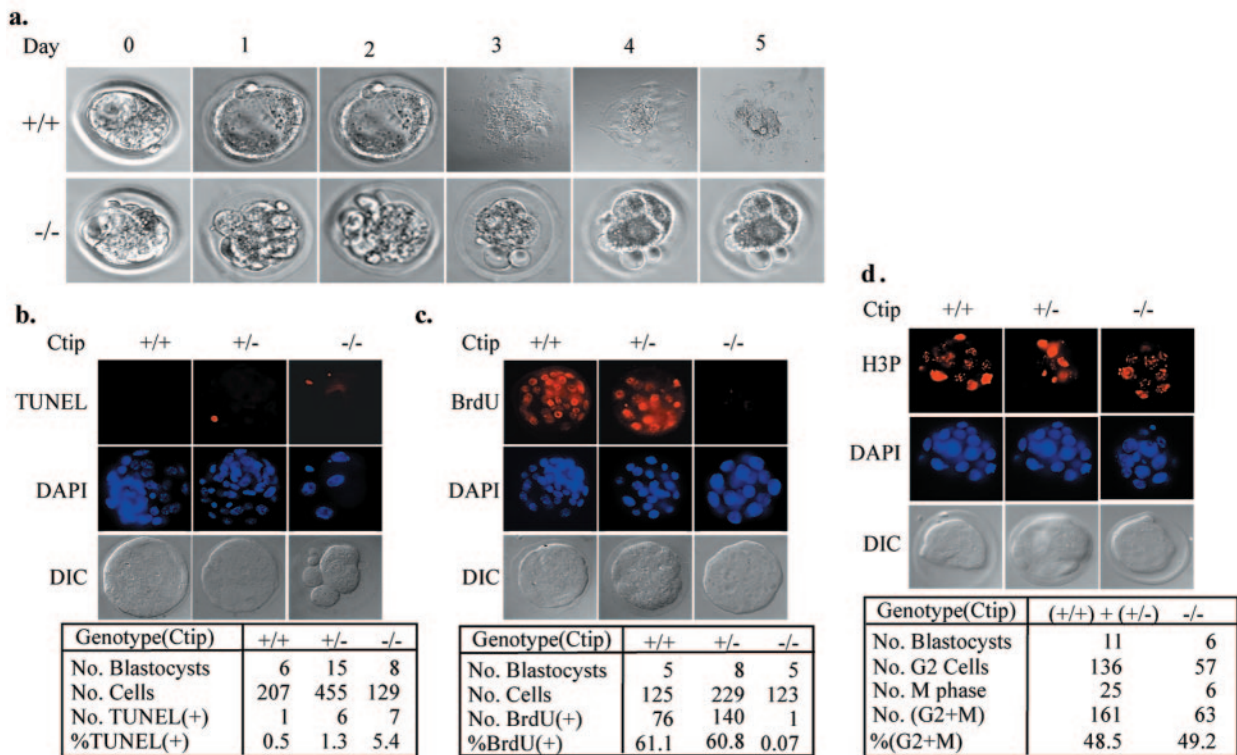 a.
Day 0 1 2 3 4 5
+/+
-/-
b.
Ctip +/+ +/- -/-
TUNEL
DAPI
DIC
Genotype(Ctip) +/+ +/- -/-
No. Blastocysts 6 15 8
No. Cells 207 455 129
No. TUNEL(+) 1 6 7
%TUNEL(+) 0.5 1.3 5.4
c.
Ctip +/+ +/- -/-
BrdU
DAPI
DIC
Genotype(Ctip) +/+ +/- -/-
No. Blastocysts 5 8 5
No. Cells 125 229 123
No. BrdU(+) 76 140 1
%BrdU(+) 61.1 60.8 0.07
d.
Ctip +/+ +/- -/-
H3P
DAPI
DIC
Genotype(Ctip) (+/+) + (+/-) -/-
No. Blastocysts 11 6
No. G2 Cells 136 57
No. M phase 25 6
No. (G2+M) 161 63
%(G2+M) 48.5 49.2